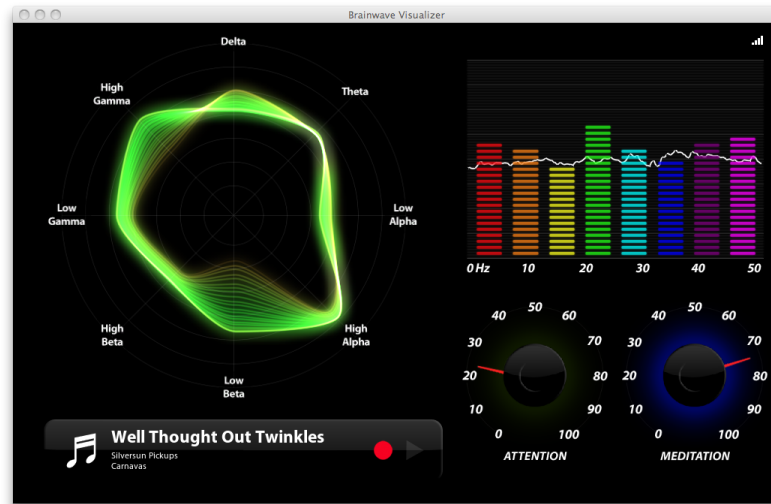 Brainwave Visualizer
Delta
Theta
Low
Alpha
High
Alpha
Low
Beta
High
Beta
Low
Gamma
High
Gamma
0 Hz 10 20 30 40 50
0 10 20 30 40 50 60 70 80 90 100
ATTENTION
0 10 20 30 40 50 60 70 80 90 100
MEDITATION
Well Thought Out Twinkles
Silversun Pickups
Carnavas